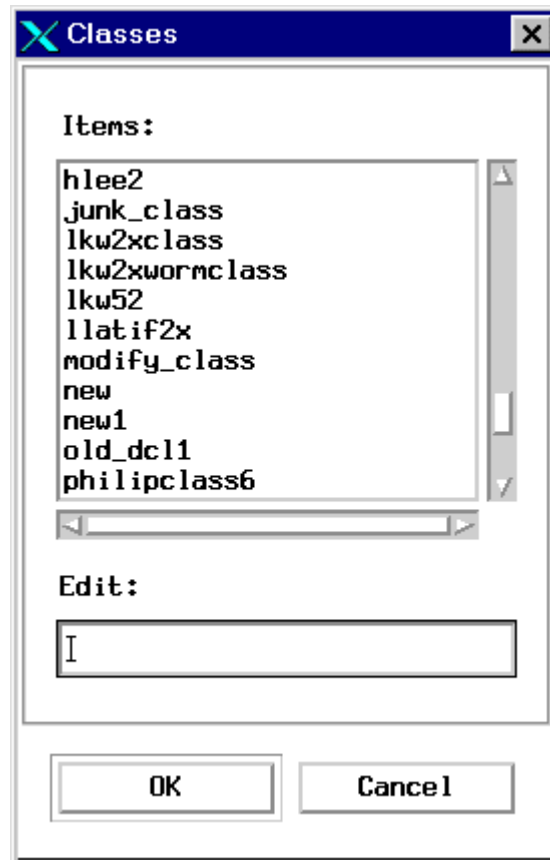 Classes
Items:
hlee2
junk_class
lkw2xclass
lkw2xwormclass
lkw52
llatif2x
modify_class
new
new1
old_dcl1
philipclass6
Edit:
OK Cancel